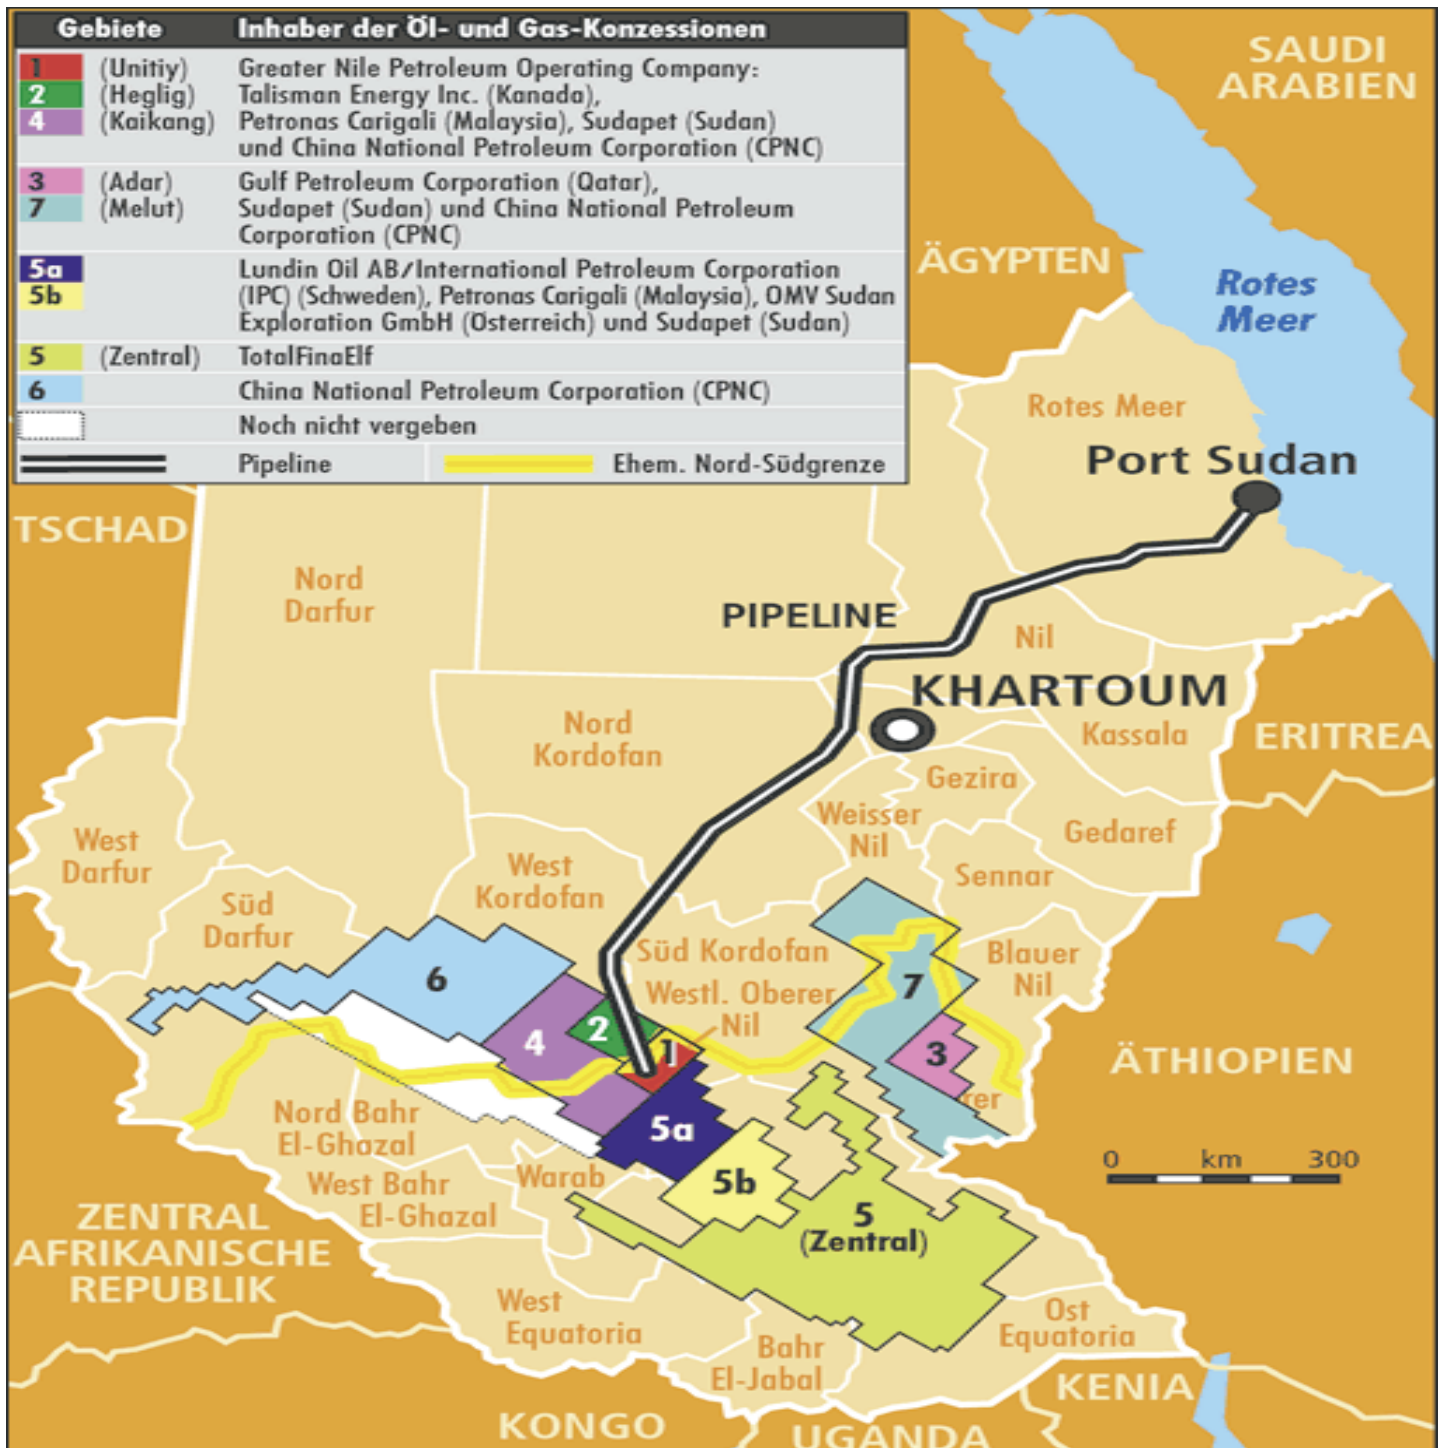 Gebiete Inhaber der Öl- und Gas-Konzessionen
1 (Unitiy) Greater Nile Petroleum Operating Company:
2 (Heglig) Talisman Energy Inc. (Kanada),
4 (Kaikang) Petronas Carigali (Malaysia), Sudapet (Sudan)
und China National Petroleum Corporation (CPNC)
3 (Adar) Gulf Petroleum Corporation (Qatar),
7 (Melut) Sudapet (Sudan) und China National Petroleum
Corporation (CPNC)
5a Lundin Oil AB/International Petroleum Corporation
5b (IPC) (Schweden), Petronas Carigali (Malaysia), OMV Sudan
Exploration GmbH (Österreich) und Sudapet (Sudan)
5 (Zentral) TotalFinaElf
6 China National Petroleum Corporation (CPNC)
Noch nicht vergeben
Pipeline Ehem. Nord-Südgrenze
SAUDI
ARABIEN
ÄGYPTEN
Rotes
Meer
Rotes Meer
Port Sudan
TSCHAD
Nord
Darfur
PIPELINE
Nil
KHARTOUM
Kassala
ERITREA
Nord
Kordofan
Gezira
Weisser
Nil
Gedaref
West
Darfur
West
Kordofan
Sennar
Süd
Darfur
Süd Kordofan
Blauer
Nil
6
7
Westl. Oberer
Nil
2
4
1
3
ÄTHIOPIEN
rer
Nord Bahr
El-Ghazal
5a
0 km 300
West Bahr
El-Ghazal
Warab
5b
5
(Zentral)
ZENTRAL
AFRIKANISCHE
REPUBLIK
West
Equatoria
Ost
Equatoria
Bahr
El-Jabal
KENIA
KONGO
UGANDA